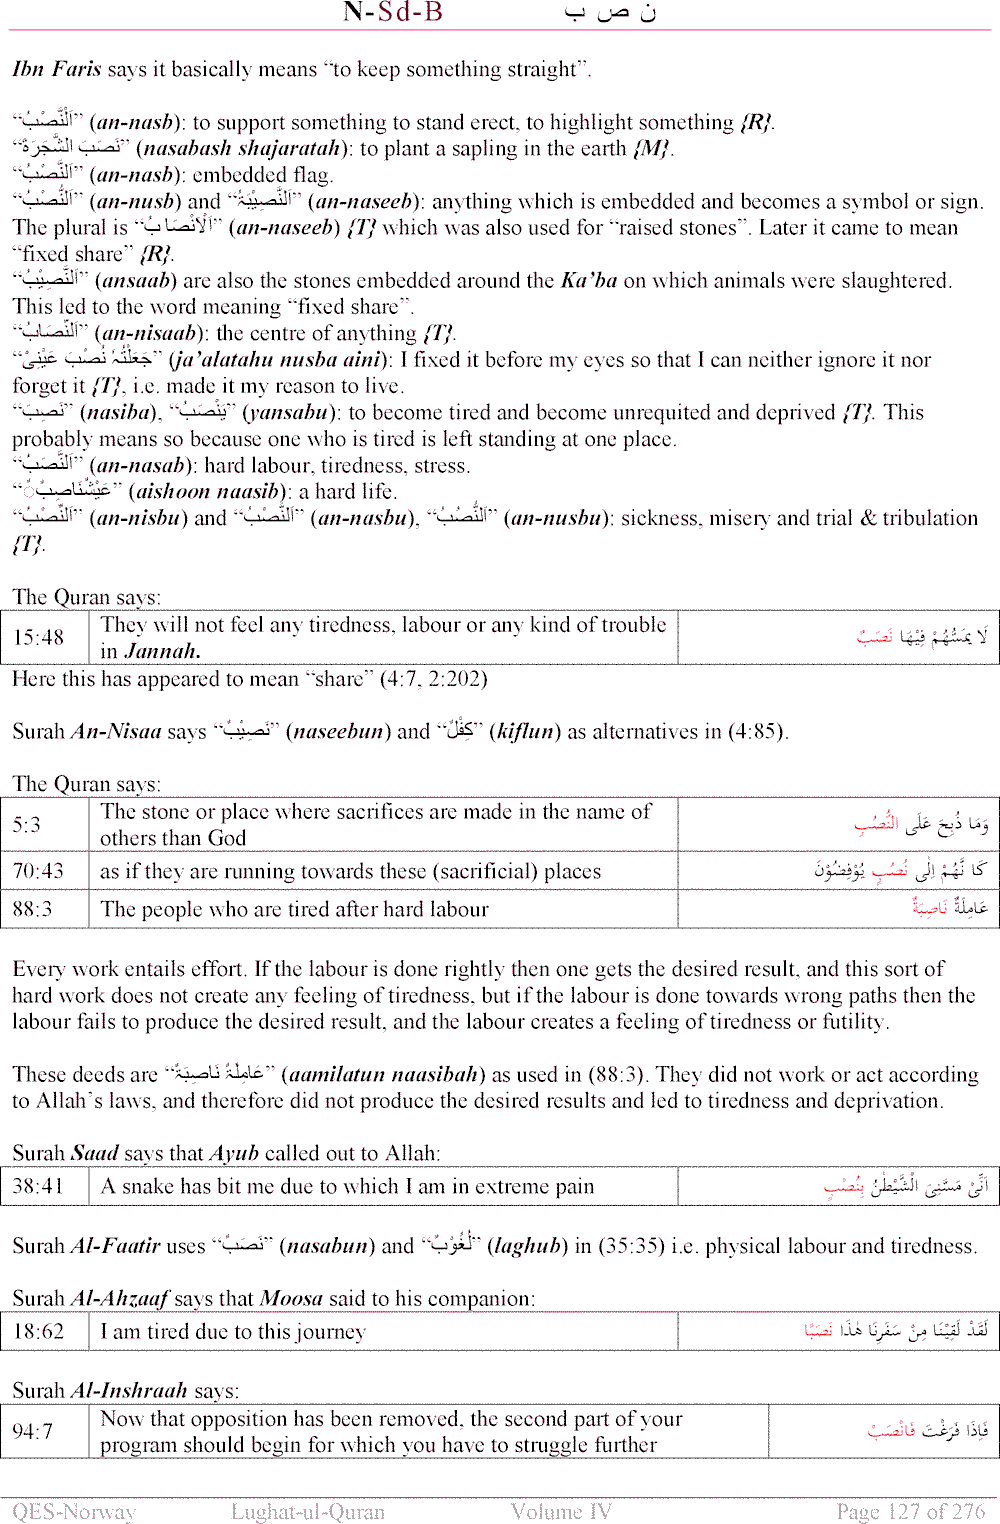 N-Sd-B ن ص ب
Ibn Faris says it basically means “to keep something straight”.
“اَلْنَّصْبُ” (an-nasb): to support something to stand erect, to highlight something {R}.
“نَصَبَ الشَّجَرَةَ” (nasabash shajaratah): to plant a sapling in the earth {M}.
“اَلنَّصْبُ” (an-nasb): embedded flag.
“اَلنُّصْبُ” (an-nusb) and “اَلنَّصِيْبَةُ” (an-naseeb): anything which is embedded and becomes a symbol or sign.
The plural is “اَلْاَنْصَابُ” (an-naseeb) {T} which was also used for “raised stones”. Later it came to mean
“fixed share” {R}.
“اَلنَّصِيْبُ” (ansaab) are also the stones embedded around the Ka’ba on which animals were slaughtered.
This led to the word meaning “fixed share”.
“اَلنِّصَابُ” (an-nisaab): the centre of anything {T}.
“جَعَلْتُہُ نُصْبَ عَيْنِیْ” (ja’alatahu nusba aini): I fixed it before my eyes so that I can neither ignore it nor
forget it {T}, i.e. made it my reason to live.
“نَصِبَ” (nasiba), “يَنْصَبُ” (yansabu): to become tired and become unrequited and deprived {T}. This
probably means so because one who is tired is left standing at one place.
“اَلنَّصَبُ” (an-nasab): hard labour, tiredness, stress.
“عَيْشٌنَاصِبٌ” (aishoon naasib): a hard life.
“اَلنِّصْبُ” (an-nisbu) and “اَلنَّصْبُ” (an-nasbu), “اَلنُّصُبُ” (an-nusbu): sickness, misery and trial & tribulation
{T}.
The Quran says:
15:48 They will not feel any tiredness, labour or any kind of trouble
in Jannah. لَا يَمَسُّهُمْ فِيْهَا نَصَبٌ
Here this has appeared to mean “share” (4:7, 2:202)
Surah An-Nisaa says “نَصِيْبٌ” (naseebun) and “كِفْلٌ” (kiflun) as alternatives in (4:85).
The Quran says:
5:3 The stone or place where sacrifices are made in the name of
others than God وَمَا ذُبِحَ عَلَى النُّصُبِ
70:43 as if they are running towards these (sacrificial) places كَا نَّهُمْ اِلٰى نُصُبٍ يُوْفِضُوْنَ
88:3 The people who are tired after hard labour عَامِلَةٌ نَاصِبَةٌ
Every work entails effort. If the labour is done rightly then one gets the desired result, and this sort of
hard work does not create any feeling of tiredness, but if the labour is done towards wrong paths then the
labour fails to produce the desired result, and the labour creates a feeling of tiredness or futility.
These deeds are “عَامِلَةٌ نَاصِبَةٌ” (aamilatun naasibah) as used in (88:3). They did not work or act according
to Allah’s laws, and therefore did not produce the desired results and led to tiredness and deprivation.
Surah Saad says that Ayub called out to Allah:
38:41 A snake has bit me due to which I am in extreme pain اَنِّىْ مَسَّنِىَ الْشَّيْطٰنُ بِنُصْبٍ
Surah Al-Faatir uses “نَصَبٌ” (nasabun) and “لُغُوْبٌ” (laghub) in (35:35) i.e. physical labour and tiredness.
Surah Al-Ahzaaf says that Moosa said to his companion:
18:62 I am tired due to this journey لَقَدْ لَقِيْنَا مِنْ سَفَرِنَا هٰذَا نَصَبًا
Surah Al-Inshraah says:
94:7 Now that opposition has been removed, the second part of your
program should begin for which you have to struggle further فَاِذَا فَرَغْتَ فَانْصَبْ
QES-Norway Lughat-ul-Quran Volume IV Page 127 of 276